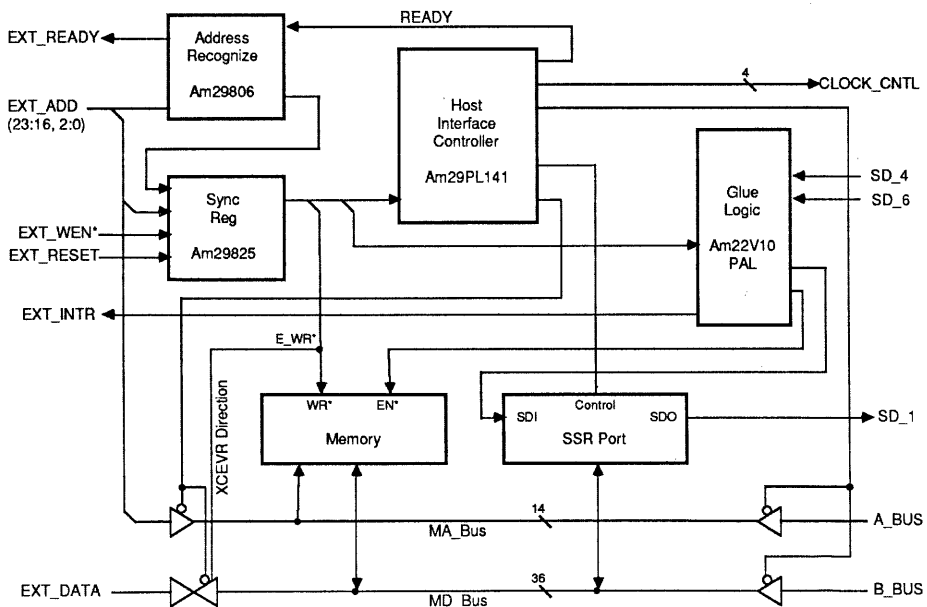 READY
EXT_READY
Address
Recognize
Am29806
EXT_ADD
(23:16, 2:0)
Host
Interface
Controller
Am29PL141
4
CLOCK_CNTL
Sync
Reg
Am29825
EXT_WEN*
EXT_RESET
Glue
Logic
Am22V10
PAL
SD_4
SD_6
EXT_INTR
E_WR*
XCEVR Direction
WR*
EN*
Memory
Control
SDI
SDO
SSR Port
SD_1
14
MA_Bus
A_BUS
EXT_DATA
36
MD_Bus
B_BUS